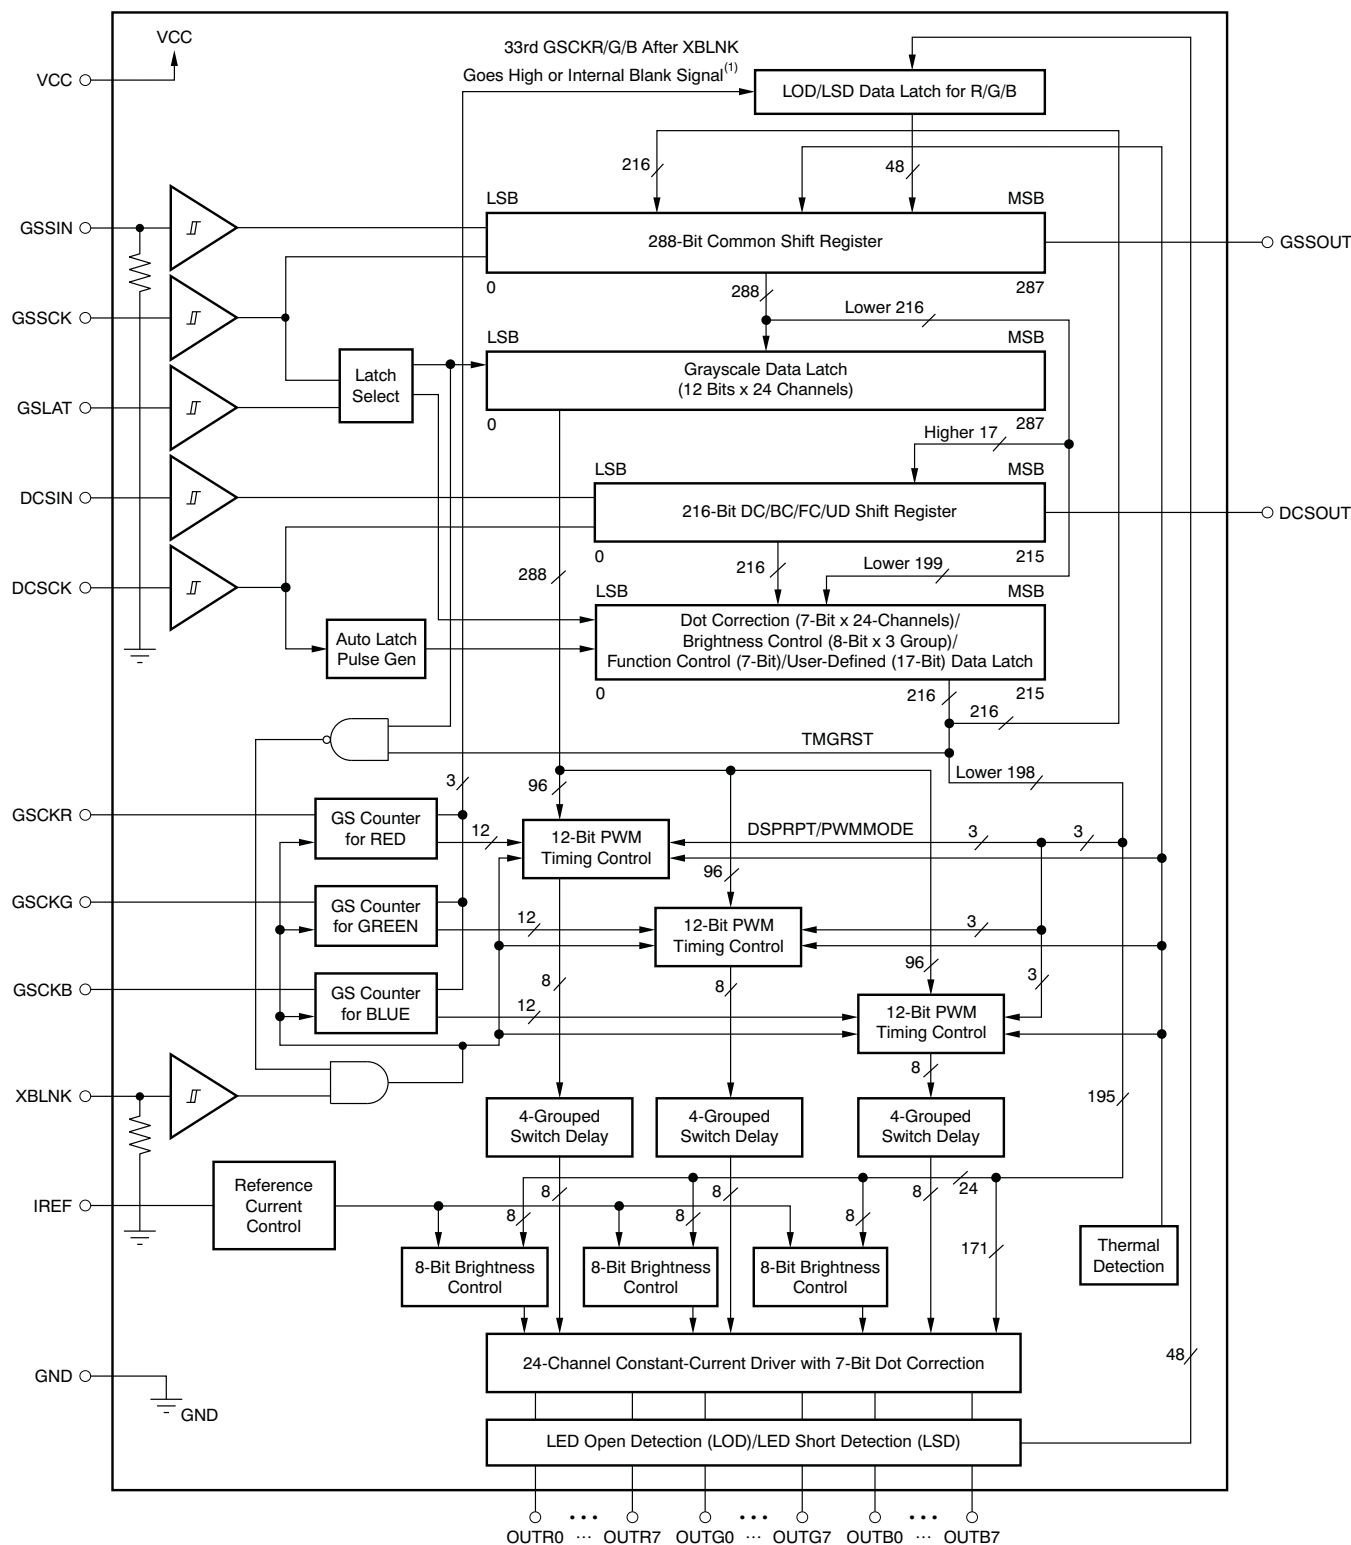 VCC
VCC
33rd GSCKR/G/B After XBLNK
Goes High or Internal Blank Signal(1)
LOD/LSD Data Latch for R/G/B
216
48
LSB
MSB
GSSIN
288-Bit Common Shift Register
GSSOUT
0
288
287
GSSCK
Lower 216
LSB
MSB
Latch
Select
Grayscale Data Latch
(12 Bits x 24 Channels)
GSLAT
0
287
Higher 17
LSB
MSB
DCSIN
216-Bit DC/BC/FC/UD Shift Register
DCSOUT
0
215
288
216
Lower 199
DCSCK
LSB
MSB
Auto Latch
Pulse Gen
Dot Correction (7-Bit x 24-Channels)/
Brightness Control (8-Bit x 3 Group)/
Function Control (7-Bit)/User-Defined (17-Bit) Data Latch
0
216
215
216
TMGRST
3
96
Lower 198
GSCKR
GS Counter
for RED
12
12-Bit PWM
Timing Control
DSPRPT/PWMMODE
3
3
96
GSCKG
GS Counter
for GREEN
12
12-Bit PWM
Timing Control
3
96
8
8
3
GSCKB
GS Counter
for BLUE
12
12-Bit PWM
Timing Control
8
XBLNK
195
4-Grouped
Switch Delay
4-Grouped
Switch Delay
4-Grouped
Switch Delay
IREF
Reference
Current
Control
8
8
8
24
8
8
8
171
8-Bit Brightness
Control
8-Bit Brightness
Control
8-Bit Brightness
Control
Thermal
Detection
24-Channel Constant-Current Driver with 7-Bit Dot Correction
48
GND
GND
LED Open Detection (LOD)/LED Short Detection (LSD)
OUTR0 ... OUTR7 OUTG0 ... OUTG7 OUTB0 ... OUTB7